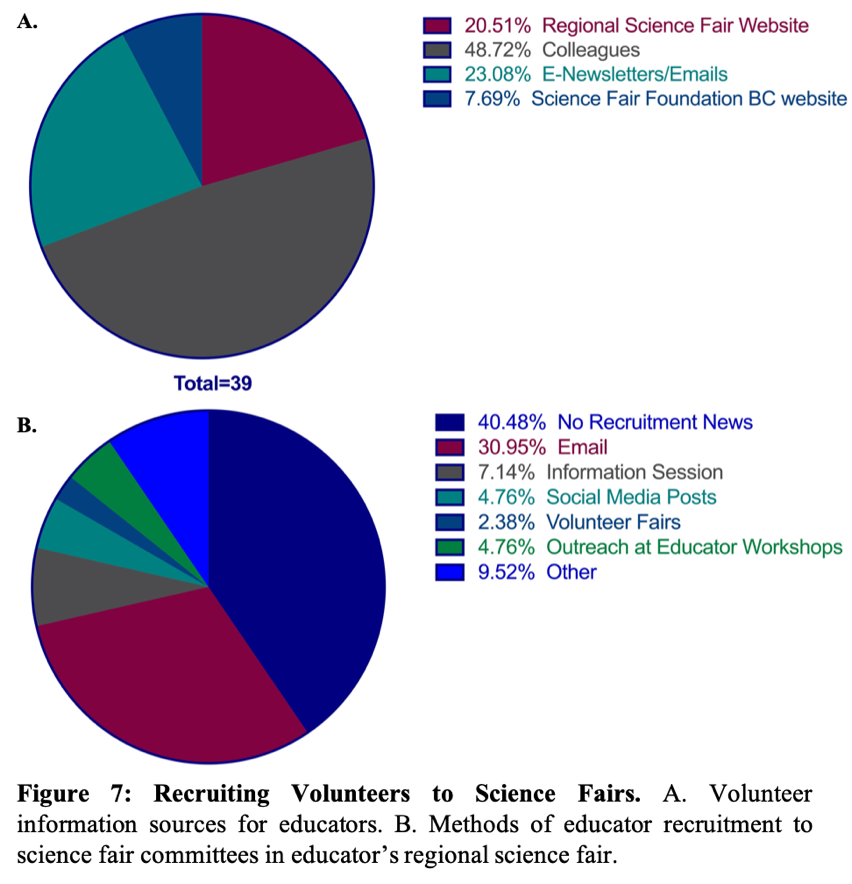 A.
20.51% Regional Science Fair Website
48.72% Colleagues
23.08% E-Newsletters/Emails
7.69% Science Fair Foundation BC website
Total=39
B.
40.48% No Recruitment News
30.95% Email
7.14% Information Session
4.76% Social Media Posts
2.38% Volunteer Fairs
4.76% Outreach at Educator Workshops
9.52% Other
Figure 7: Recruiting Volunteers to Science Fairs. A. Volunteer
information sources for educators. B. Methods of educator recruitment to
science fair committees in educator’s regional science fair.